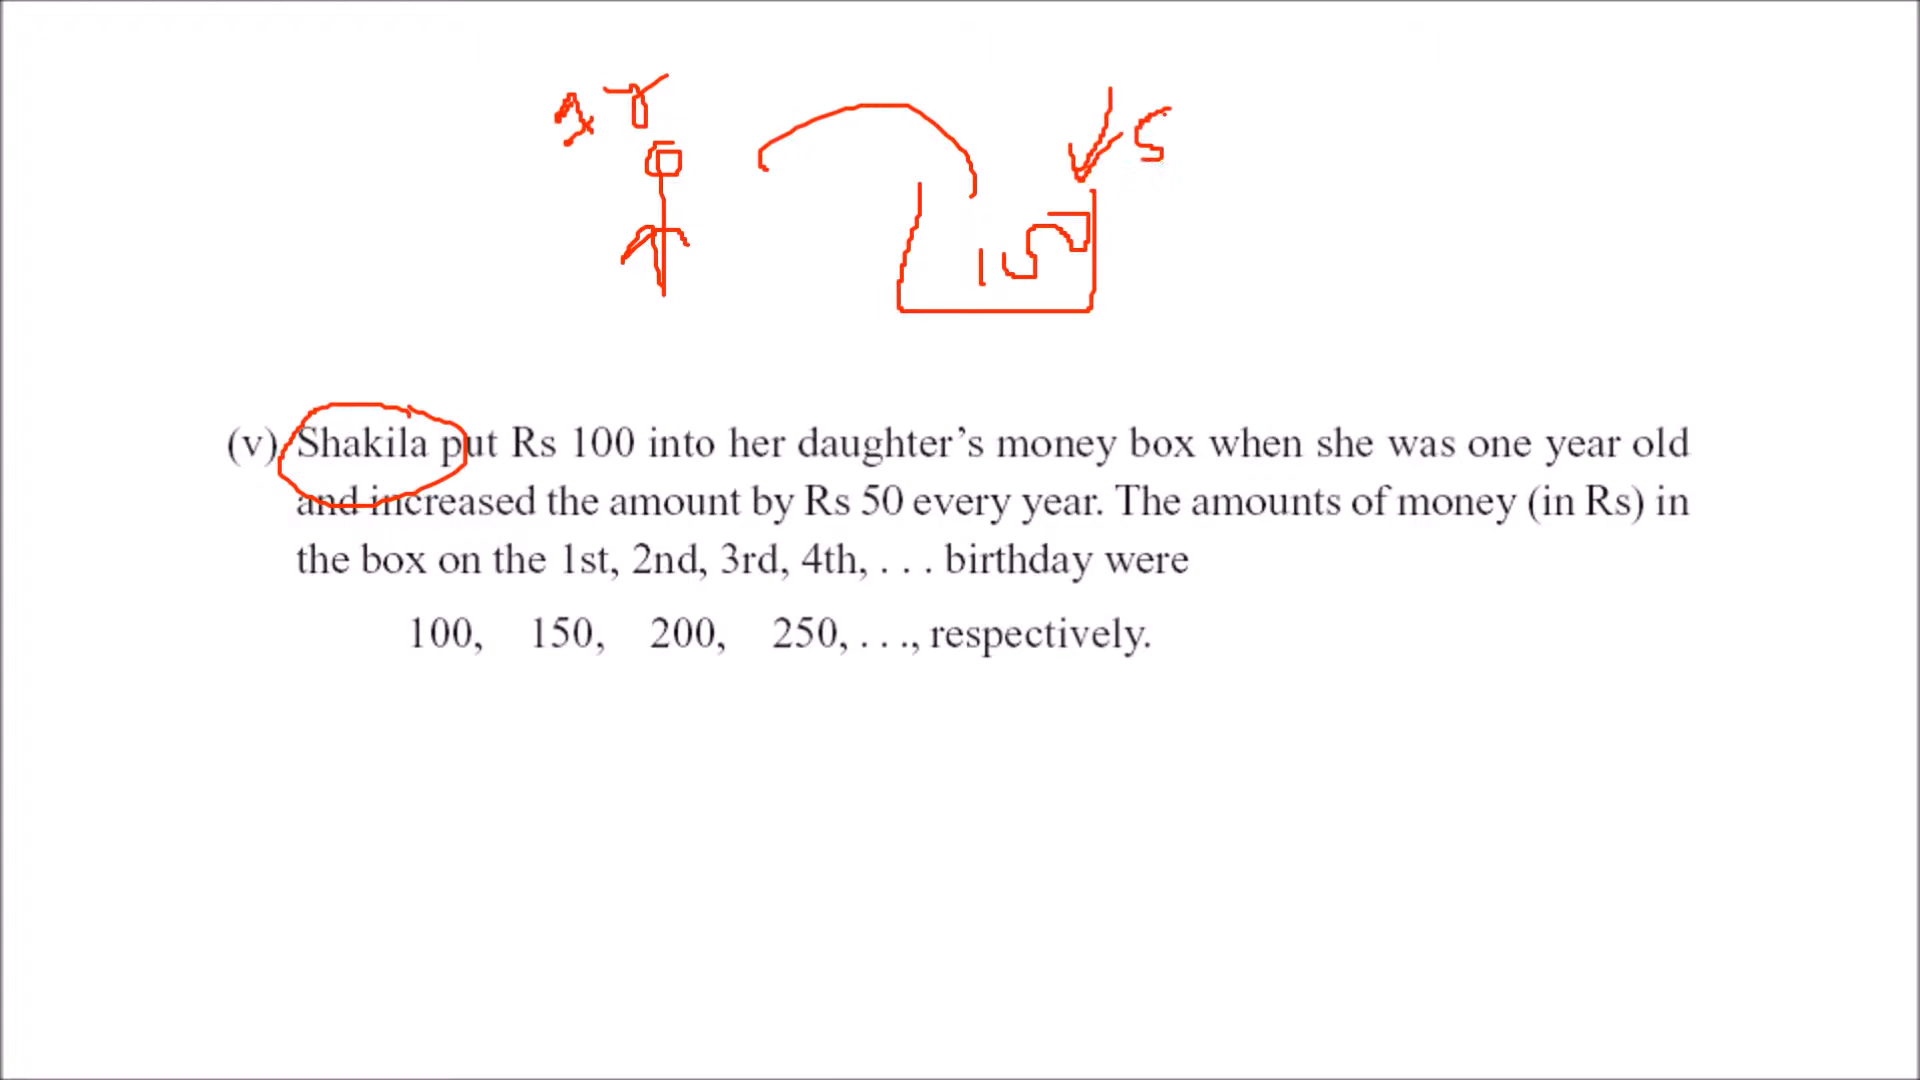 (v) Shakila put Rs 100 into her daughter’s money box when she was one year old
and increased the amount by Rs 50 every year. The amounts of money (in Rs) in
the box on the 1st, 2nd, 3rd, 4th, . . . birthday were
100, 150, 200, 250, . . ., respectively.